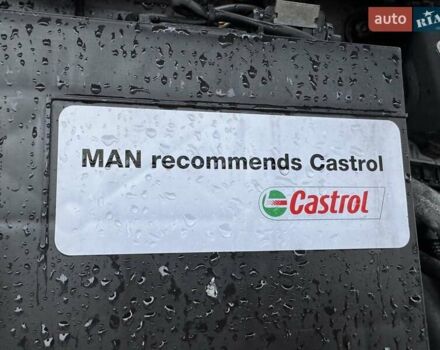 auto RIA
MAN recommends Castrol
Castrol